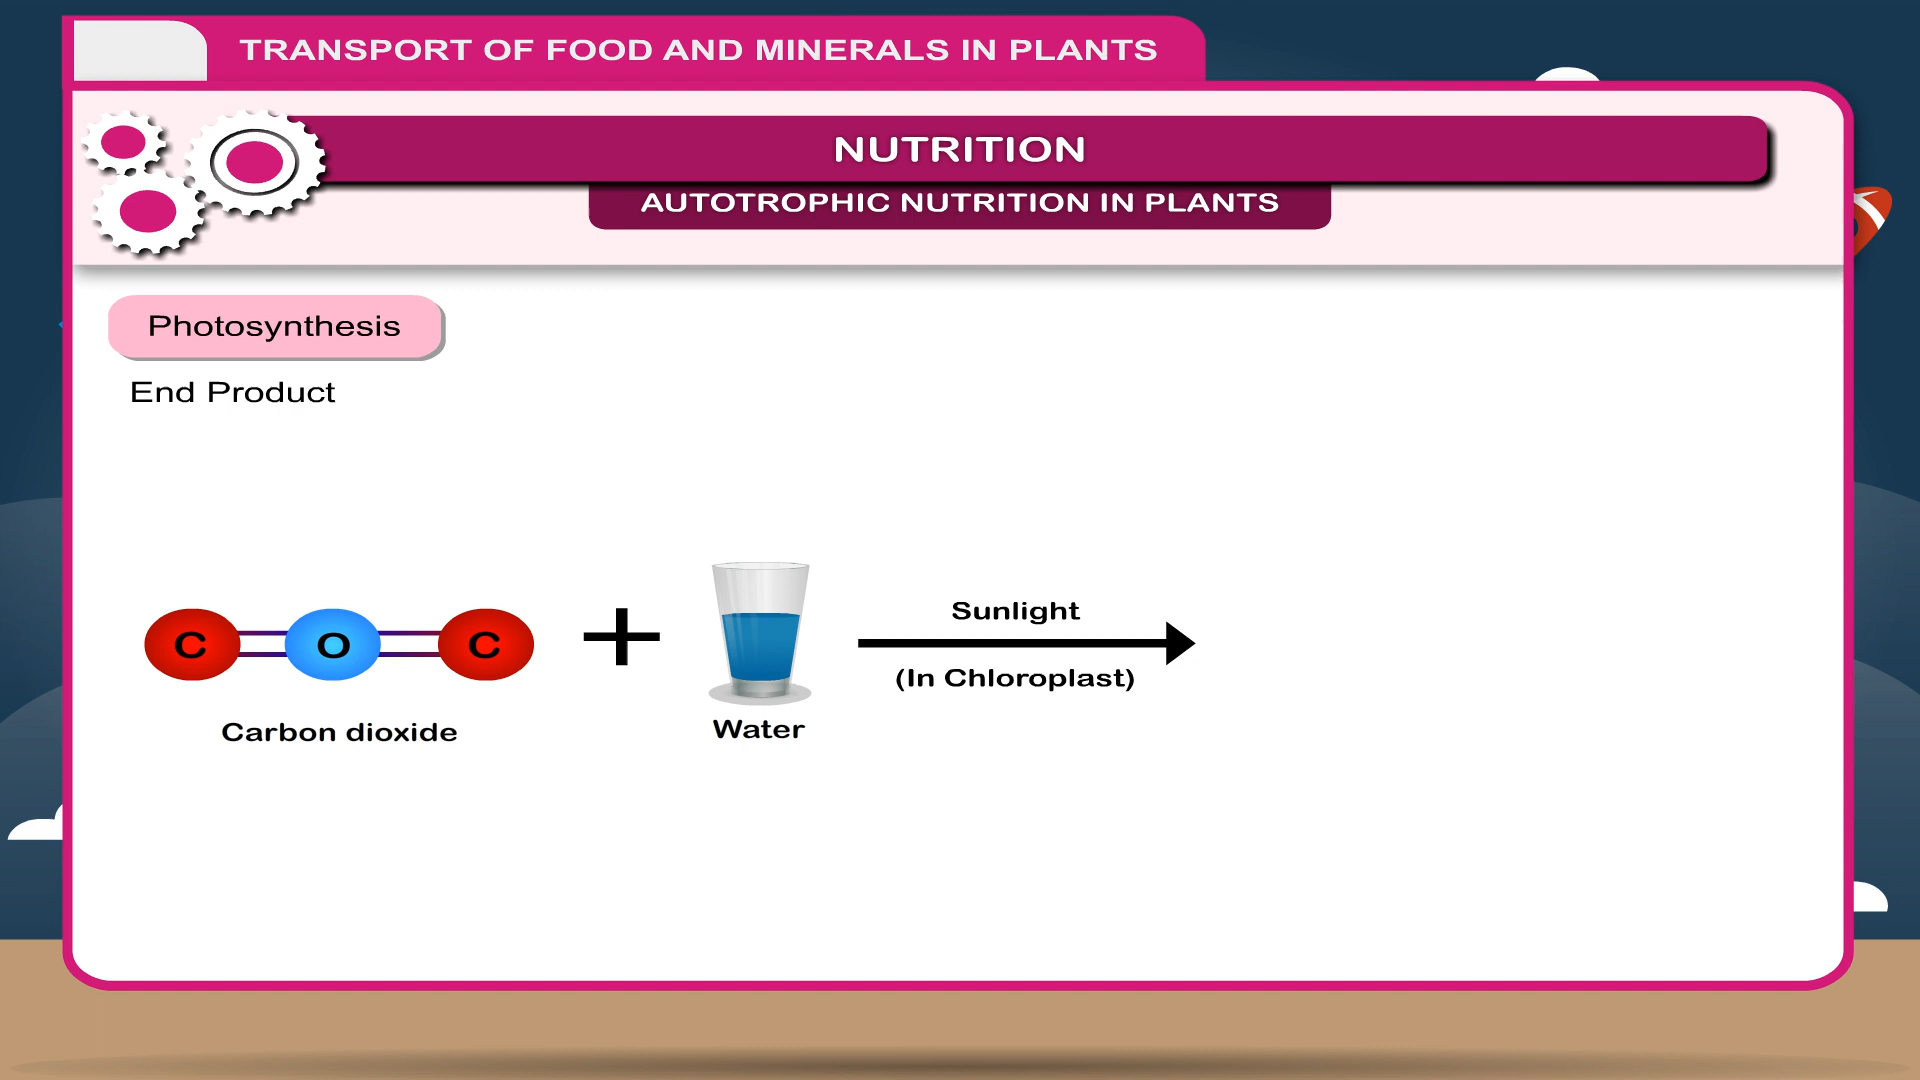 TRANSPORT OF FOOD AND MINERALS IN PLANTS
NUTRITION
AUTOTROPHIC NUTRITION IN PLANTS
Photosynthesis
End Product
C O C
Carbon dioxide
+
Water
Sunlight
(In Chloroplast)